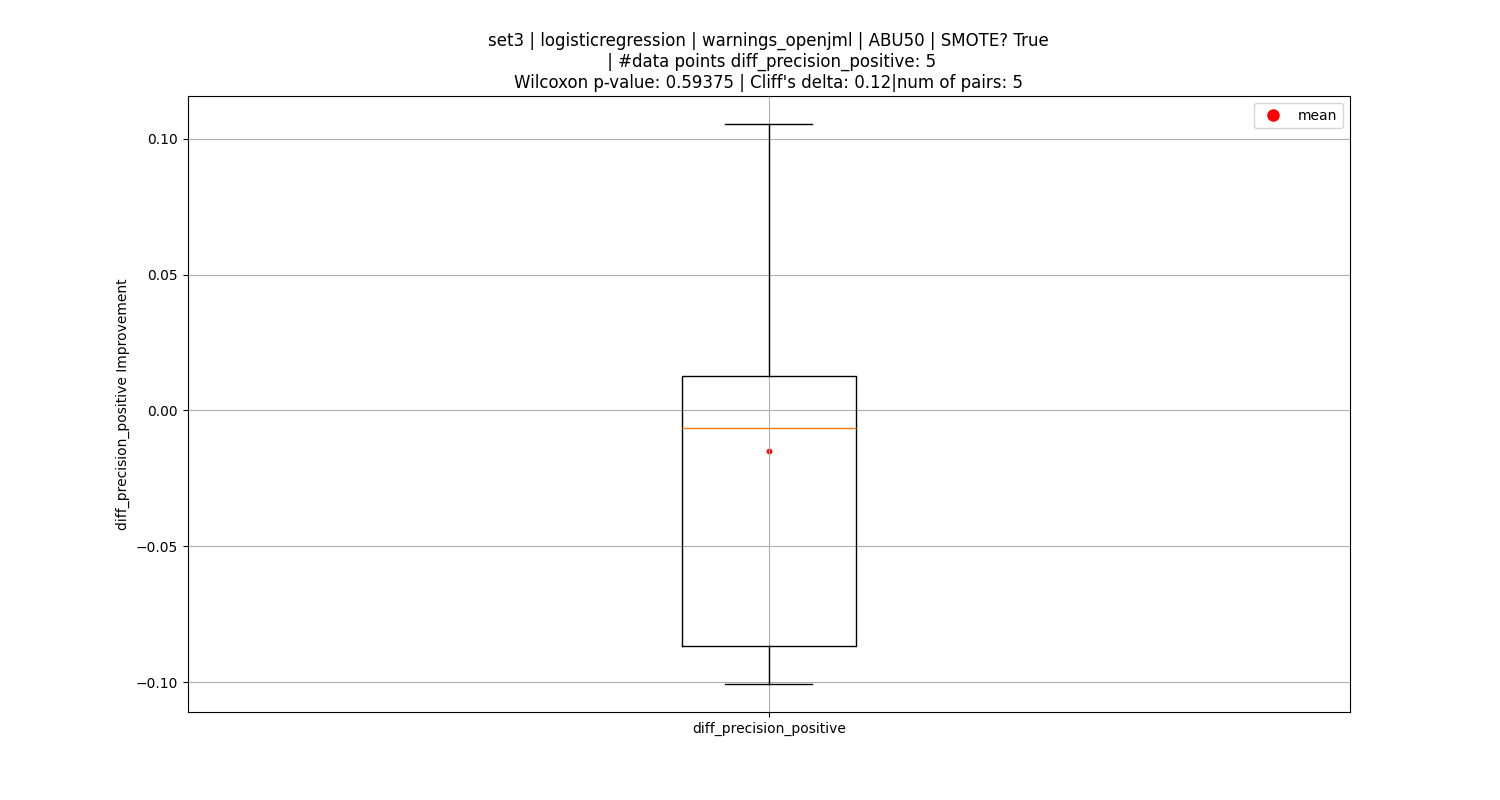 set3 | logisticregression | warnings_openjml | ABU50 | SMOTE? True
| #data points diff_precision_positive: 5
Wilcoxon p-value: 0.59375 | Cliff's delta: 0.12|num of pairs: 5
mean
0.10
0.05
0.00
−0.05
−0.10
diff_precision_positive Improvement
diff_precision_positive